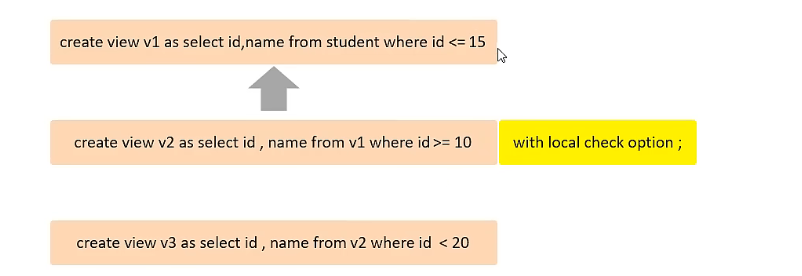 create view v1 as select id,name from student where id <= 15
create view v2 as select id , name from v1 where id >= 10 with local check option ;
create view v3 as select id , name from v2 where id < 20